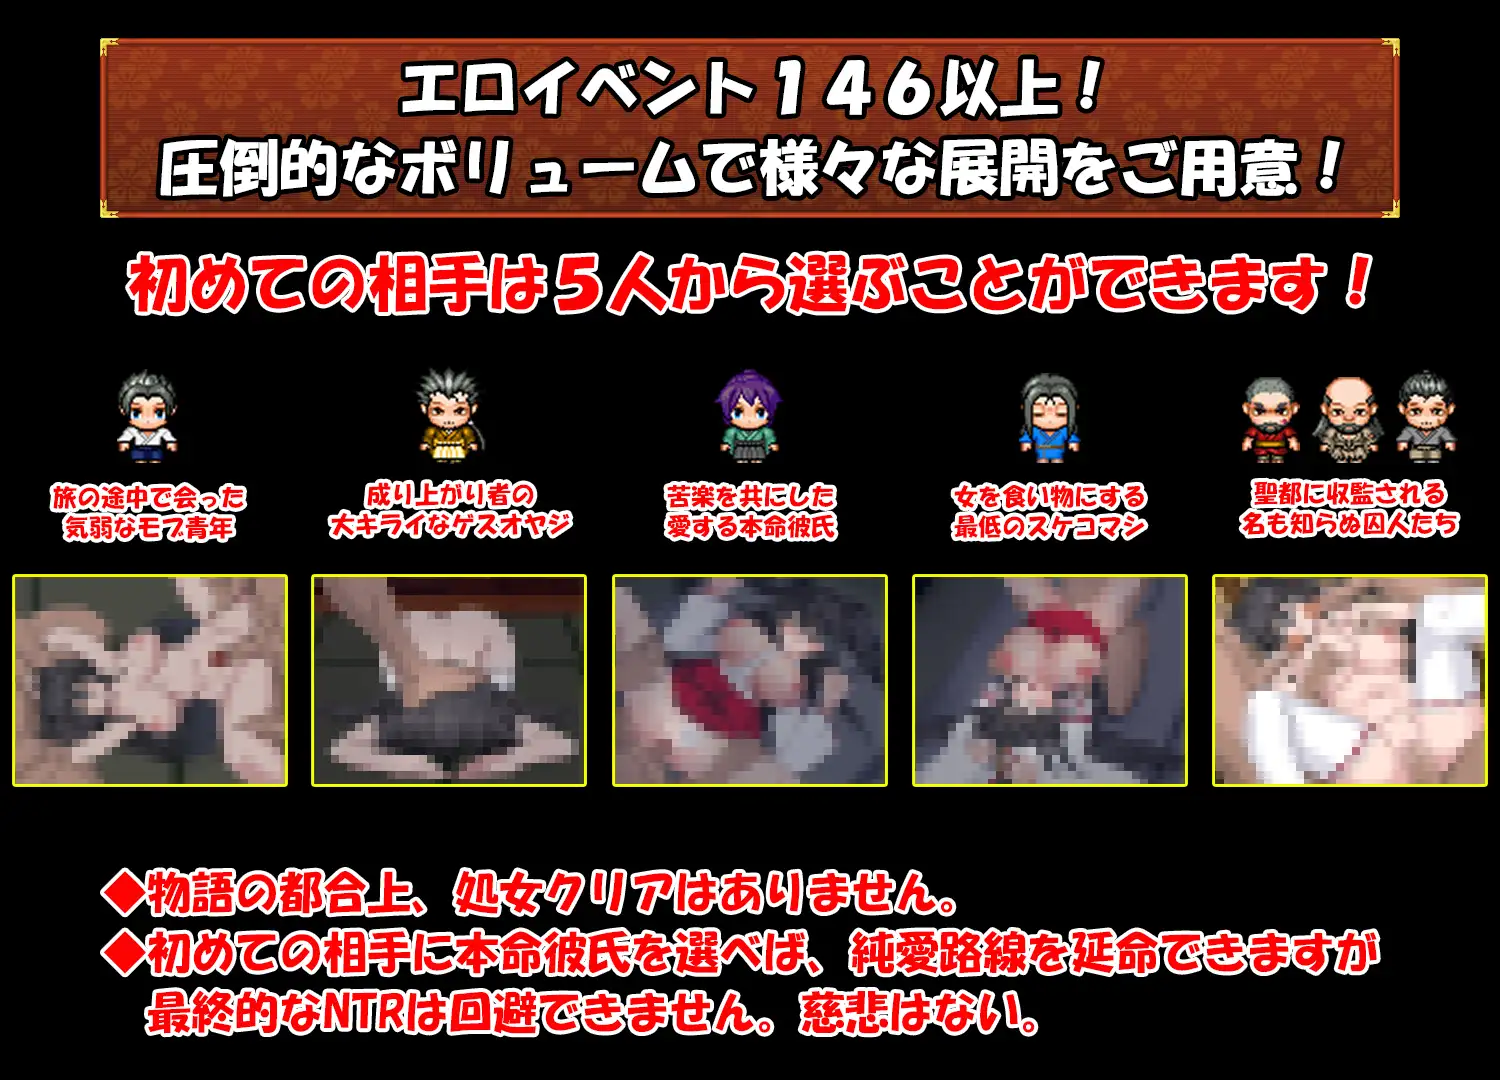 エロイベント１４６以上！
圧倒的なボリュームで様々な展開をご用意！
初めての相手は５人から選ぶことができます！
旅の途中で会った
気弱なモブ青年
成り上がり者の
大キライなゲスオヤジ
苦楽を共にした
愛する本命彼氏
女を食い物にする
最低のスケコマシ
聖都に収監される
名も知らぬ囚人たち
◆物語の都合上、処女クリアはありません。
◆初めての相手に本命彼氏を選べば、純愛路線を延命できますが
最終的なNTRは回避できません。慈悲はない。